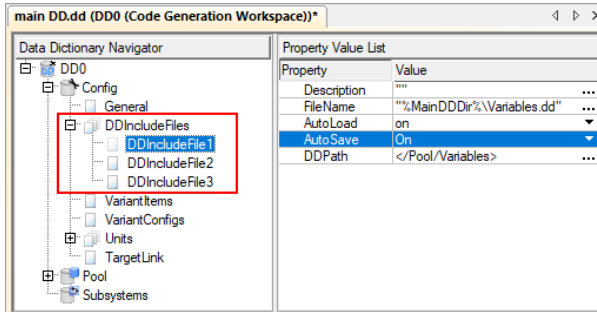 main DD.dd (DD0 (Code Generation Workspace))*
Data Dictionary Navigator
DD0
Config
General
DDIncludeFiles
DDIncludeFile1
DDIncludeFile2
DDIncludeFile3
VariantItems
VariantConfigs
Units
TargetLink
Pool
Subsystems
Property Value List
Property Value
Description "" ...
FileName "%MainDDDir%\Variables.dd" ...
AutoLoad on
AutoSave On
DDPath </Pool/Variables> ...